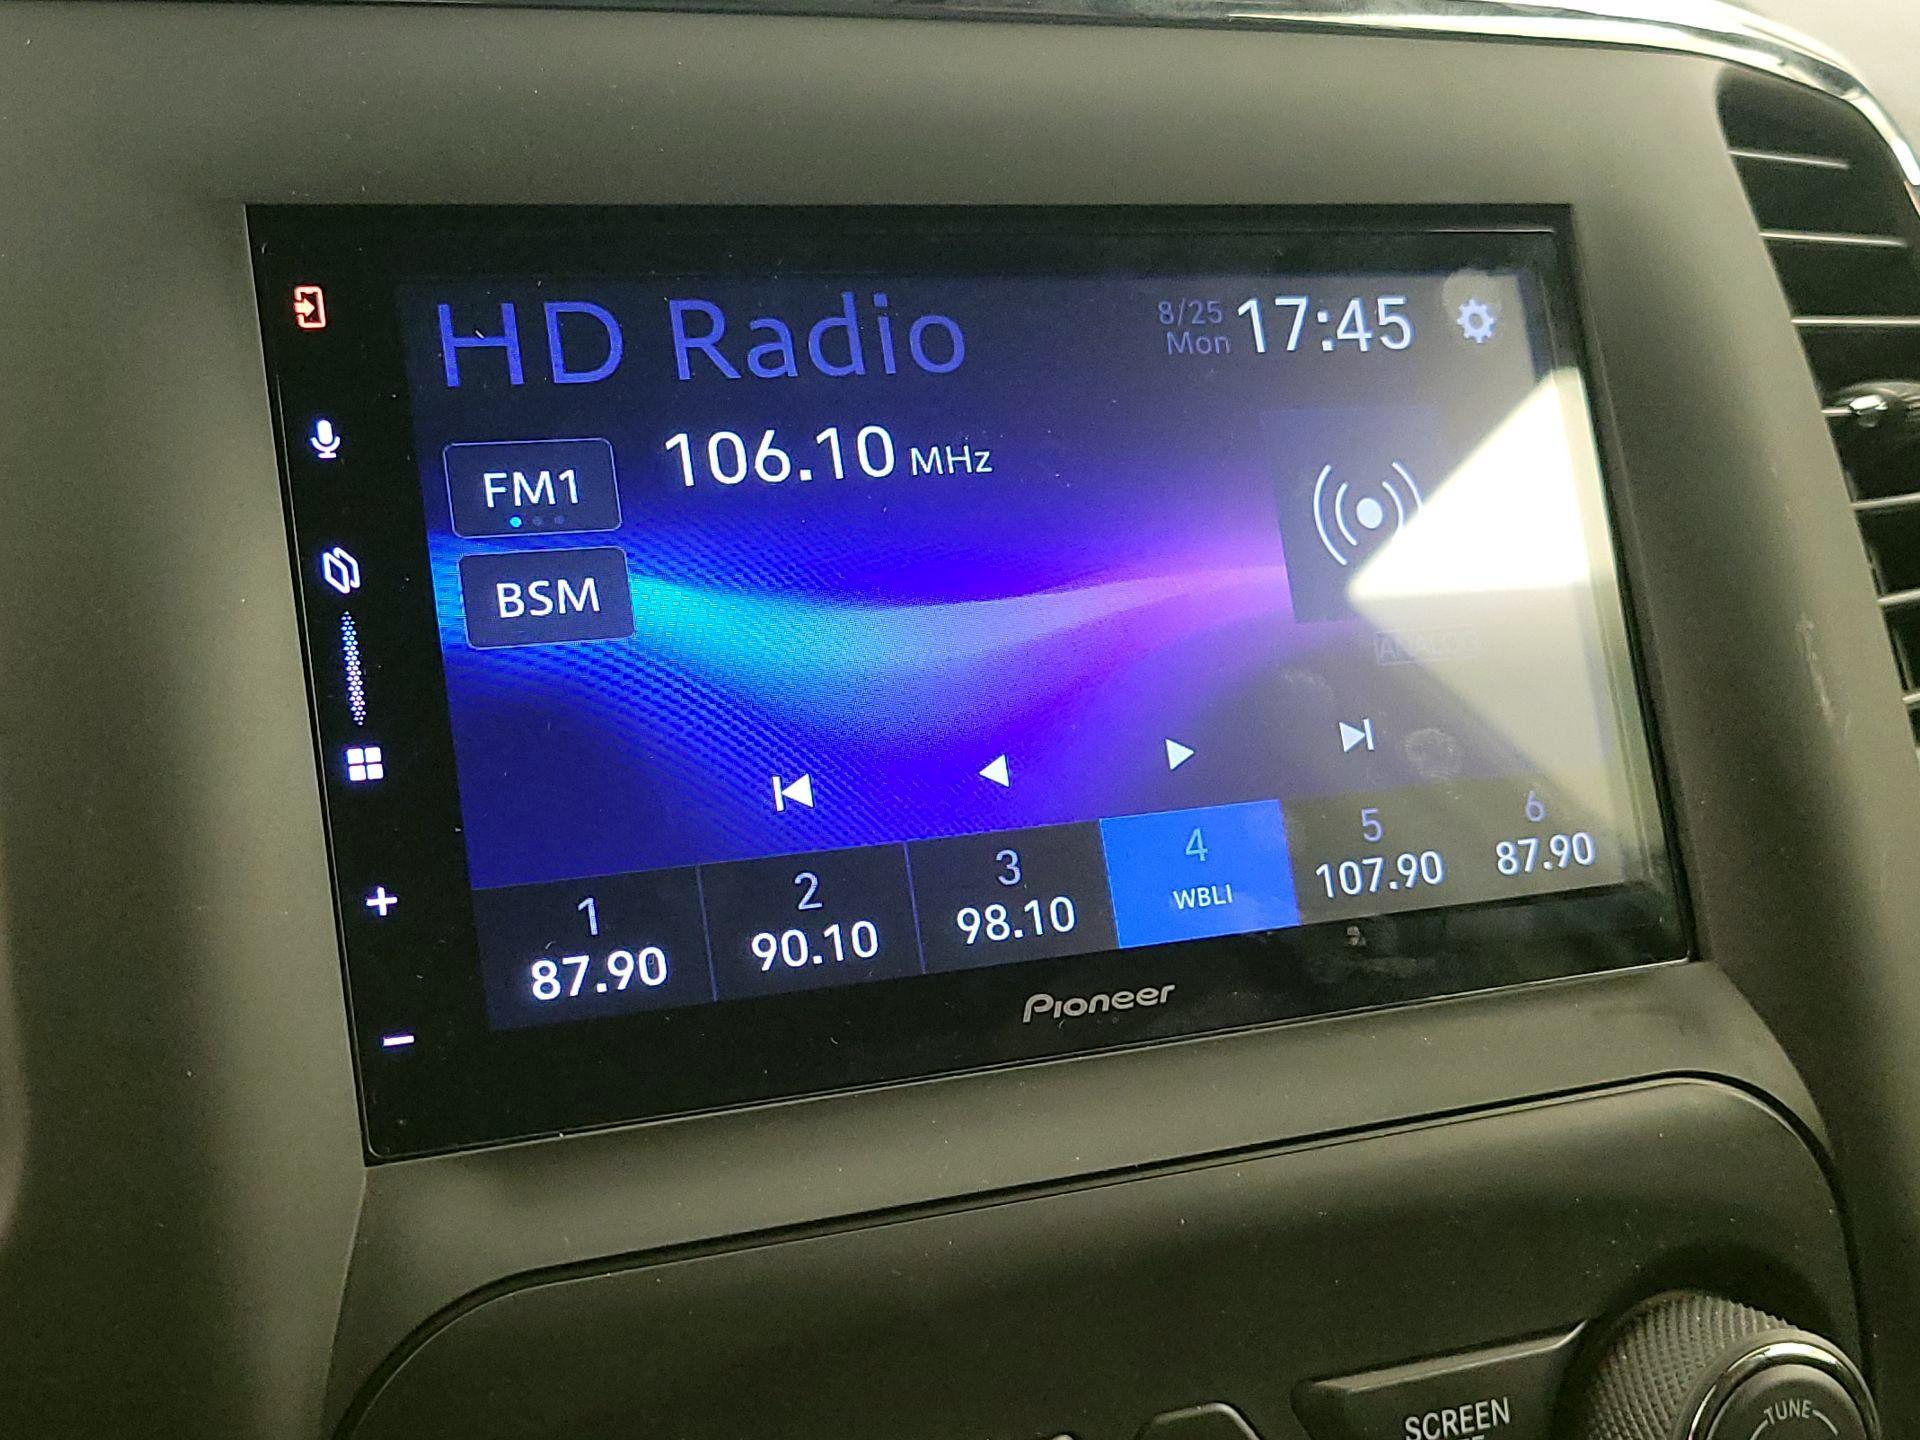 HD Radio
8/25
Mon
17:45
FM1
106.10 MHz
BSM
ANALOG
1
87.90
2
90.10
3
98.10
4
WBLI
5
107.90
6
87.90
Pioneer
SCREEN
TUNE